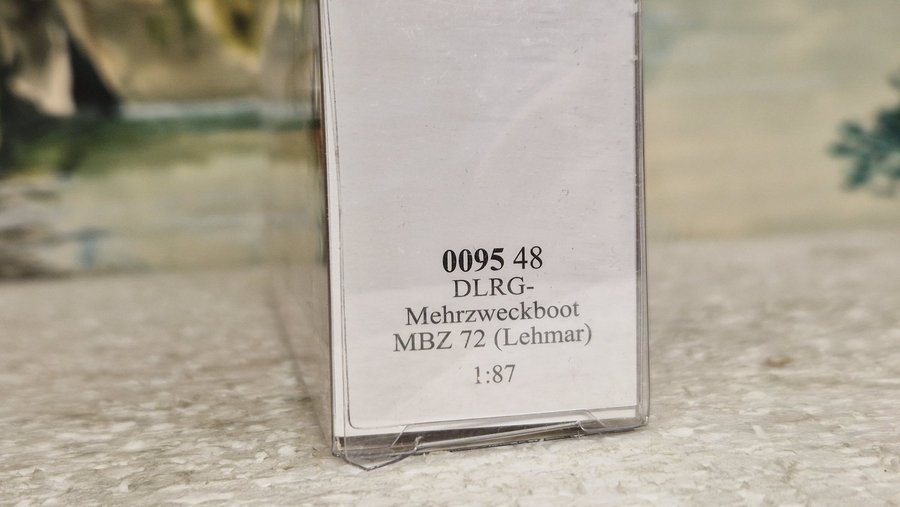 0095 48
DLRG-
Mehrzweckboot
MBZ 72 (Lehmar)
1:87